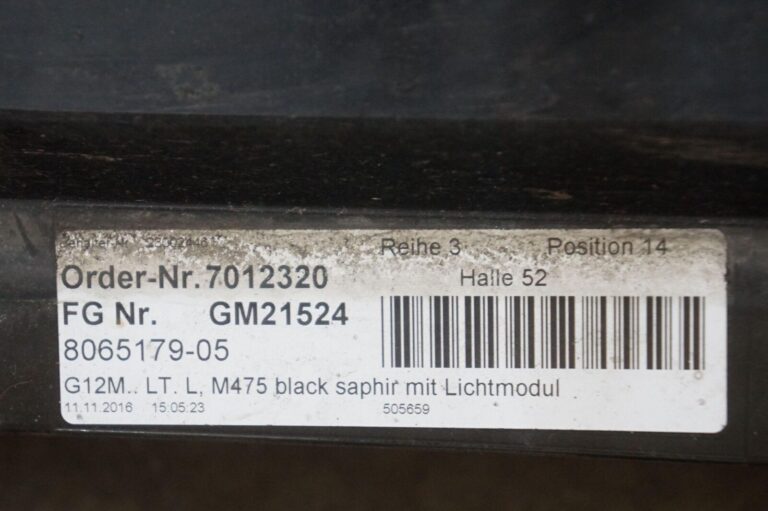 Reihe 3 Position 14
Order-Nr. 7012320 Halle 52
FG Nr. GM21524
8065179-05
G12M.. LT. L, M475 black saphir mit Lichtmodul
11.11.2016 15:05:23 505659